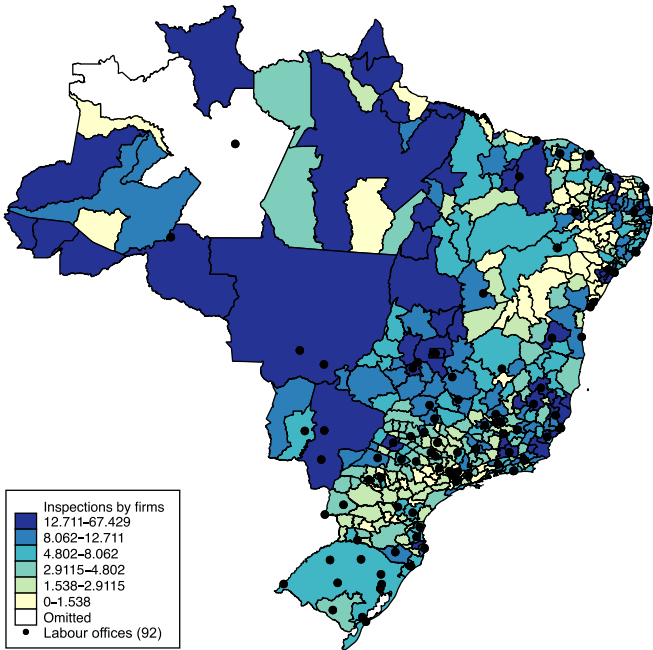 Inspections by firms
12.711–67.429
8.062–12.711
4.802–8.062
2.9115–4.802
1.538–2.9115
0–1.538
Omitted
Labour offices (92)